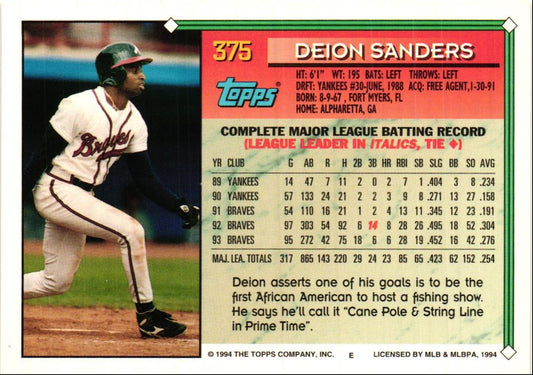 375 DEION SANDERS
Topps
HT: 6'1" WT: 195 BATS: LEFT THROWS: LEFT
DRFT: YANKEES #30-JUNE, 1988 ACQ: FREE AGENT, 1-30-91
BORN: 8-9-67, FORT MYERS, FL
HOME: ALPHARETTA, GA
COMPLETE MAJOR LEAGUE BATTING RECORD
(LEAGUE LEADER IN ITALICS, TIE ♦)
YR CLUB G AB R H 2B 3B HR RBI SB SLG BB SO AVG
89 YANKEES 14 47 7 11 2 0 2 7 1 .404 3 8 .234
90 YANKEES 57 133 24 21 2 2 3 9 8 .271 13 27 .158
91 BRAVES 54 110 16 21 1 2 4 13 11 .345 12 23 .191
92 BRAVES 97 303 54 92 6 14 8 28 26 .495 18 52 .304
93 BRAVES 95 272 42 75 18 6 6 28 19 .452 16 42 .276
MAJ. LEA. TOTALS 317 865 143 220 29 24 23 85 65 .423 62 152 .254
Deion asserts one of his goals is to be the
first African American to host a fishing show.
He says he'll call it "Cane Pole & String Line
in Prime Time".
© 1994 THE TOPPS COMPANY, INC. E LICENSED BY MLB & MLBPA, 1994
Braves